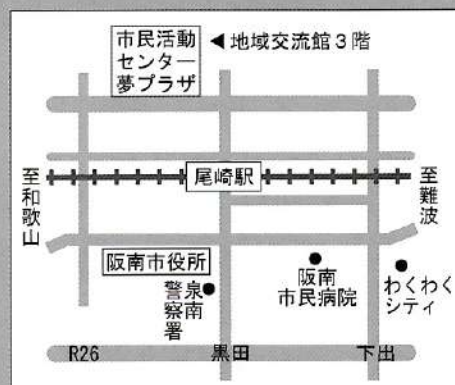 市民活動
センター
夢プラザ
◀地域交流館3階
尾崎駅
至和歌山
至難波
阪南市役所
泉南
警察署
阪南
市民病院
わくわく
シティ
R26
黒田
下出